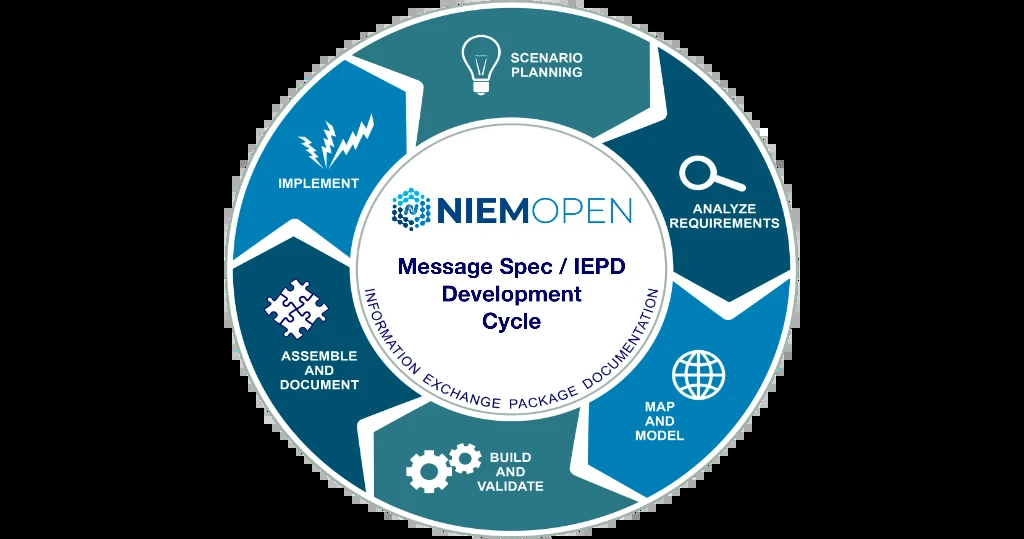 SCENARIO
PLANNING
ANALYZE
REQUIREMENTS
MAP
AND
MODEL
BUILD
AND
VALIDATE
ASSEMBLE
AND
DOCUMENT
IMPLEMENT
N NIEMOPEN
Message Spec / IEPD
Development
Cycle
INFORMATION EXCHANGE PACKAGE DOCUMENTATION